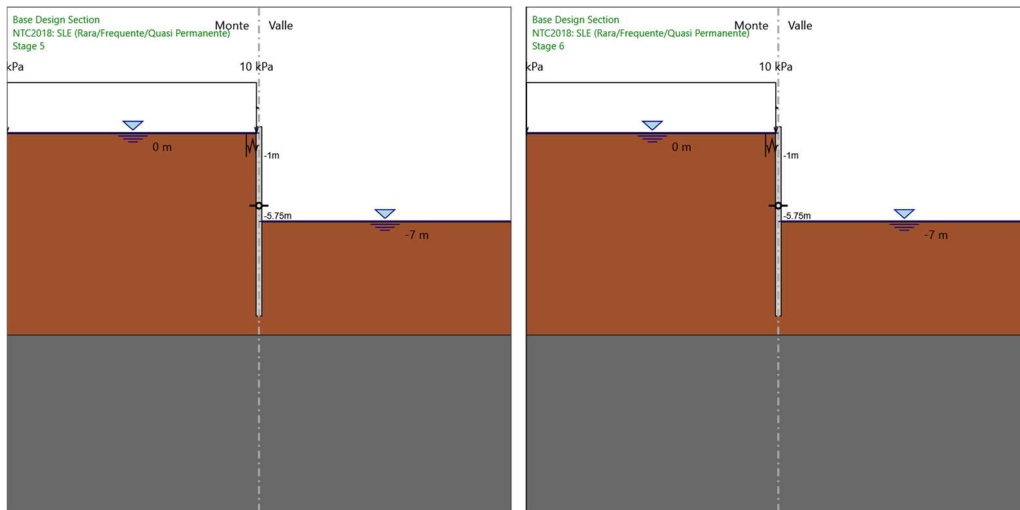 Base Design Section
Monte
Valle
NTC2018: SLE (Rara/Frequente/Quasi Permanente)
Stage 5
kPa
10 kPa
0 m
-1m
-5.75m
-7 m
Base Design Section
Monte
Valle
NTC2018: SLE (Rara/Frequente/Quasi Permanente)
Stage 6
kPa
10 kPa
0 m
-1m
-5.75m
-7 m